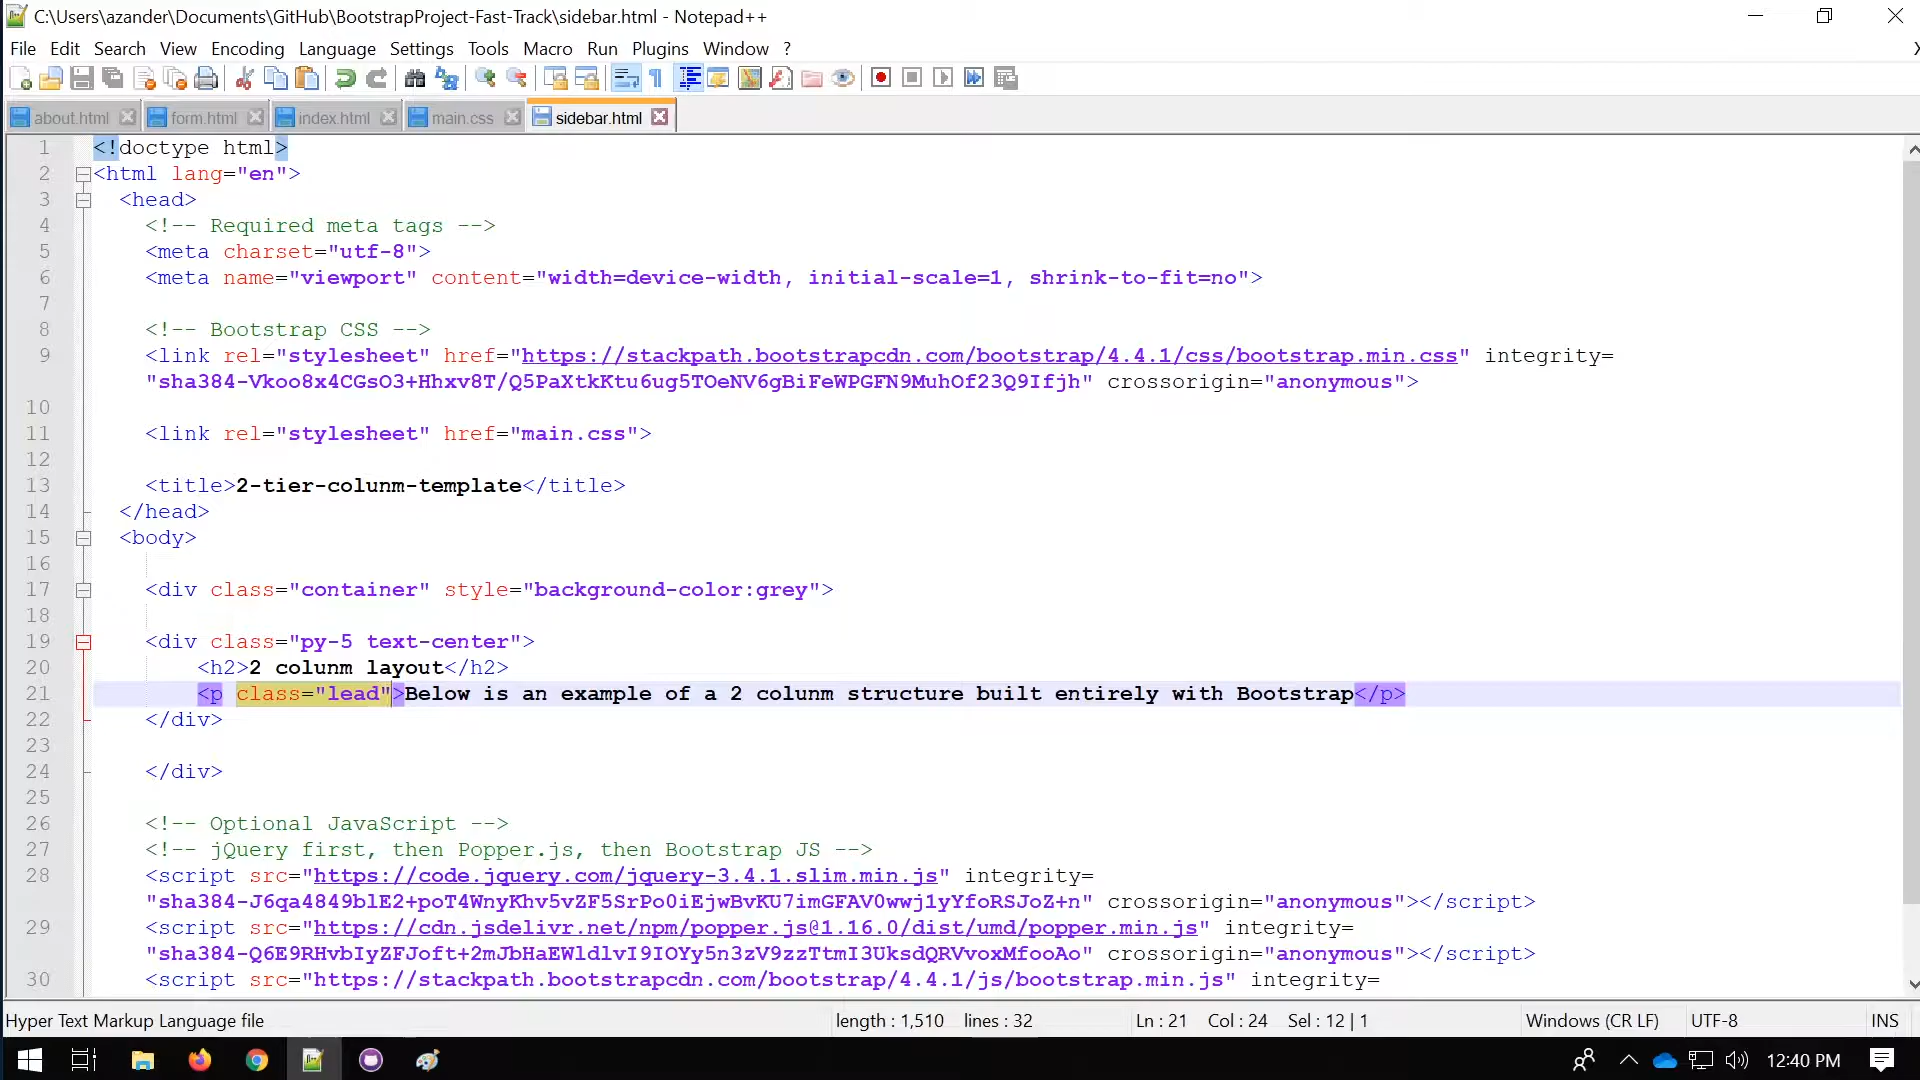 C:\Users\azander\Documents\GitHub\BootstrapProject-Fast-Track\sidebar.html - Notepad++
File Edit Search View Encoding Language Settings Tools Macro Run Plugins Window ?
about.html form.html index.html main.css sidebar.html
1 <!doctype html>
2 <html lang="en">
3 <head>
4 <!-- Required meta tags -->
5 <meta charset="utf-8">
6 <meta name="viewport" content="width=device-width, initial-scale=1, shrink-to-fit=no">
7
8 <!-- Bootstrap CSS -->
9 <link rel="stylesheet" href="https://stackpath.bootstrapcdn.com/bootstrap/4.4.1/css/bootstrap.min.css" integrity=
"sha384-Vkoo8x4CGsO3+Hhxv8T/Q5PaXtkKtu6ug5TOeNV6gBiFeWPGFN9MuhOf23Q9Ifjh" crossorigin="anonymous">
10
11 <link rel="stylesheet" href="main.css">
12
13 <title>2-tier-colunm-template</title>
14 </head>
15 <body>
16
17 <div class="container" style="background-color:grey">
18
19 <div class="py-5 text-center">
20 <h2>2 colunm layout</h2>
21 <p class="lead">Below is an example of a 2 colunm structure built entirely with Bootstrap</p>
22 </div>
23
24 </div>
25
26 <!-- Optional JavaScript -->
27 <!-- jQuery first, then Popper.js, then Bootstrap JS -->
28 <script src="https://code.jquery.com/jquery-3.4.1.slim.min.js" integrity=
"sha384-J6qa4849blE2+poT4WnyKhv5vZF5SrPo0iEjwBvKU7imGFAV0wwj1yYfoRSJoZ+n" crossorigin="anonymous"></script>
29 <script src="https://cdn.jsdelivr.net/npm/popper.js@1.16.0/dist/umd/popper.min.js" integrity=
"sha384-Q6E9RHvbIyZFJoft+2mJbHaEWldlvI9IOYy5n3zV9zzTtmI3UksdQRVvoxMfooAo" crossorigin="anonymous"></script>
30 <script src="https://stackpath.bootstrapcdn.com/bootstrap/4.4.1/js/bootstrap.min.js" integrity=
Hyper Text Markup Language file length : 1,510 lines : 32 Ln : 21 Col : 24 Sel : 12 | 1 Windows (CR LF) UTF-8 INS
12:40 PM